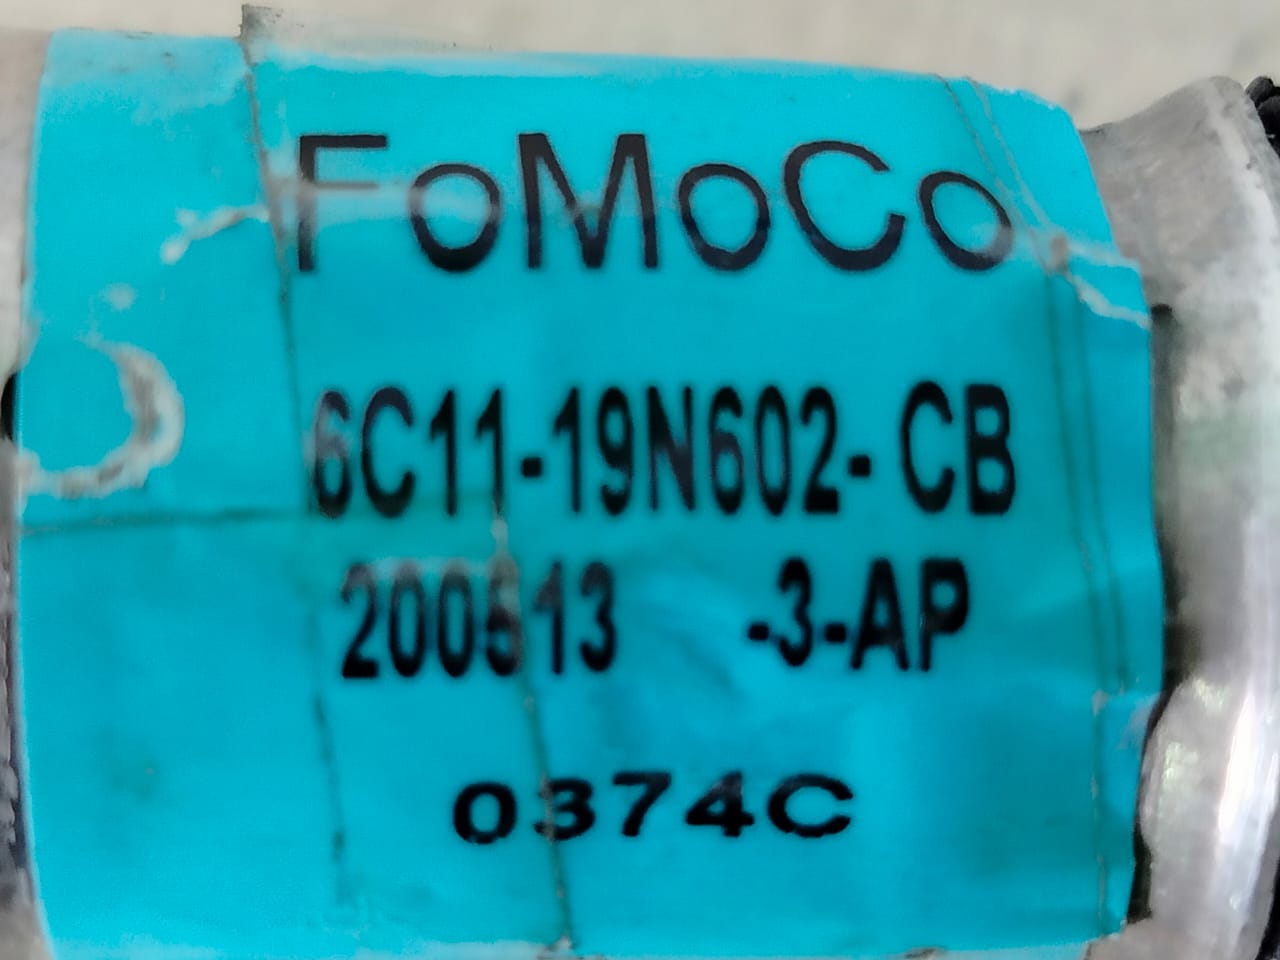 FoMoCo
6C11-19N602- CB
200513 -3-AP
0374C